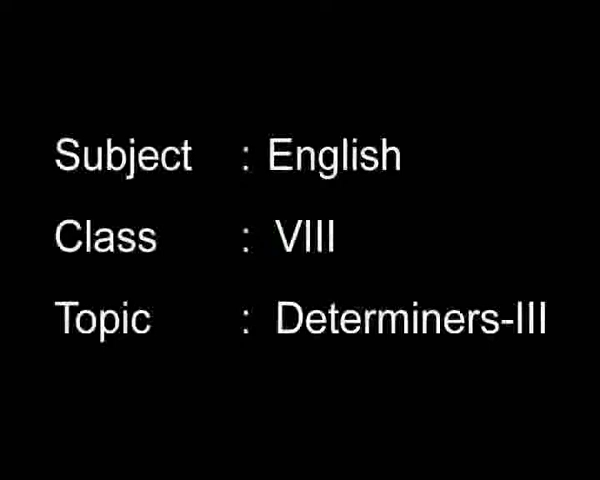 Subject : English
Class : VIII
Topic : Determiners-III